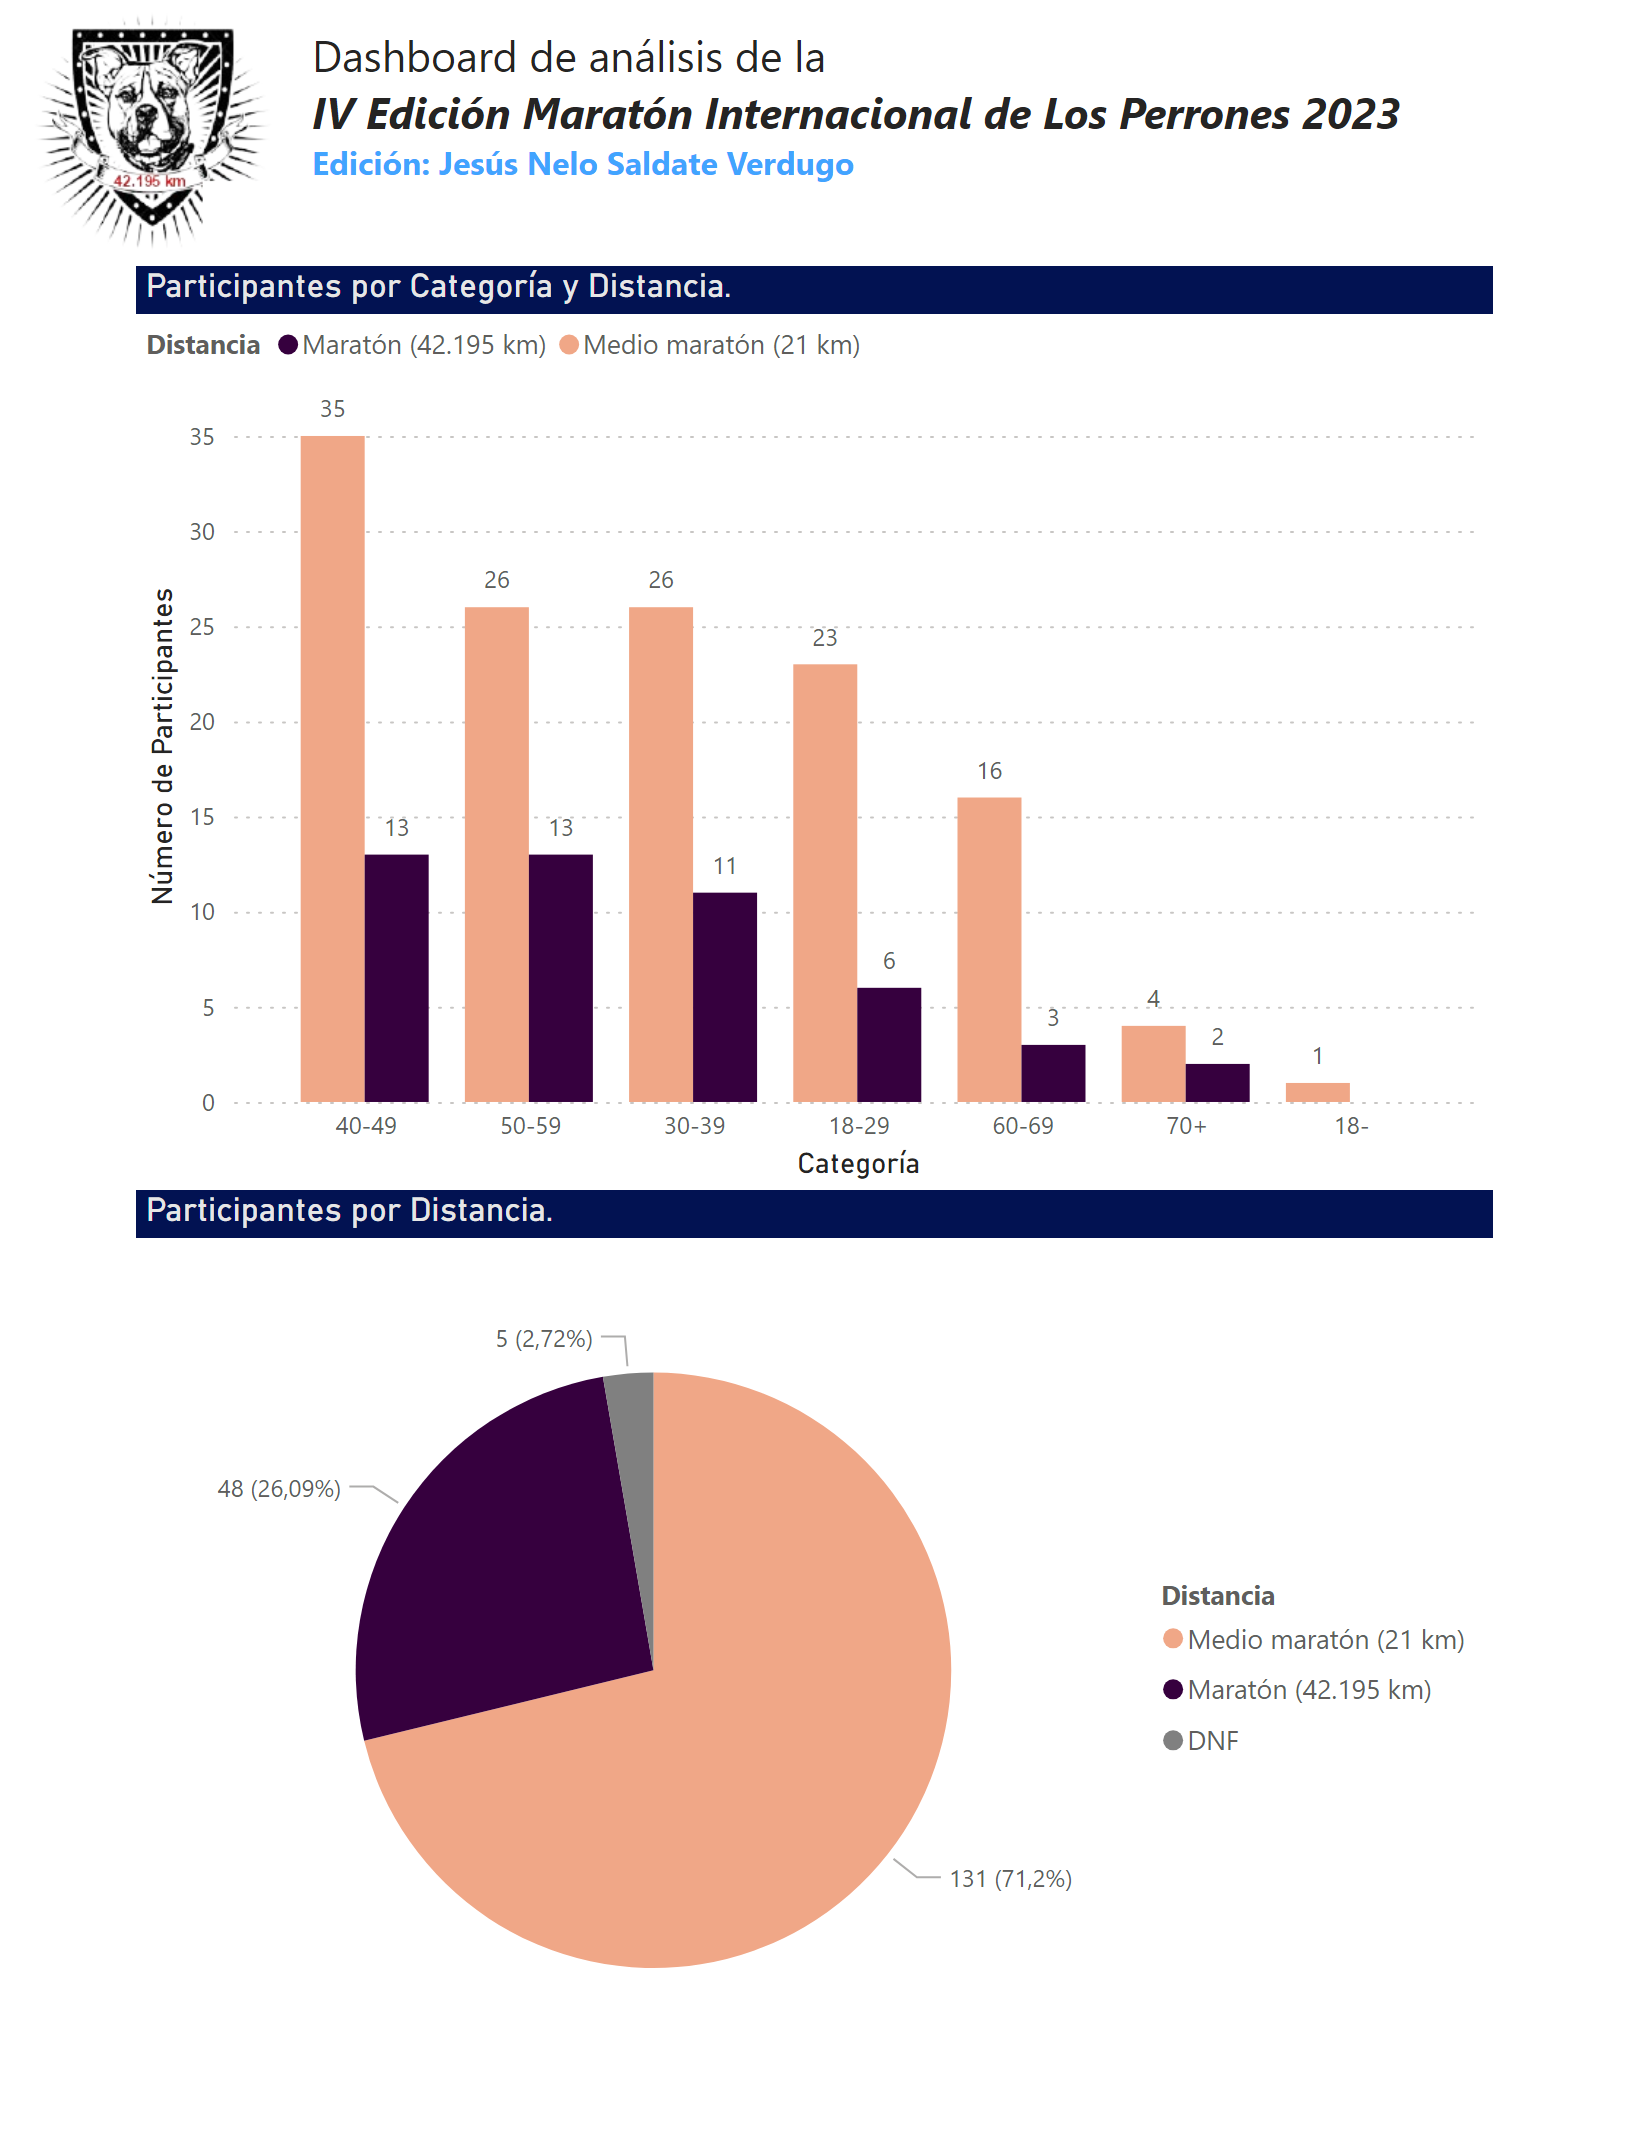 Dashboard de análisis de la
IV Edición Maratón Internacional de Los Perrones 2023
Edición: Jesús Nelo Saldate Verdugo
42.195 km
Participantes por Categoría y Distancia.
Distancia Maratón (42.195 km) Medio maratón (21 km)
Número de Participantes
35
30
25
20
15
10
5
0
35
13
26
13
26
11
23
6
16
3
4
2
1
40-49 50-59 30-39 18-29 60-69 70+ 18-
Categoría
Participantes por Distancia.
5 (2,72%)
48 (26,09%)
131 (71,2%)
Distancia
Medio maratón (21 km)
Maratón (42.195 km)
DNF